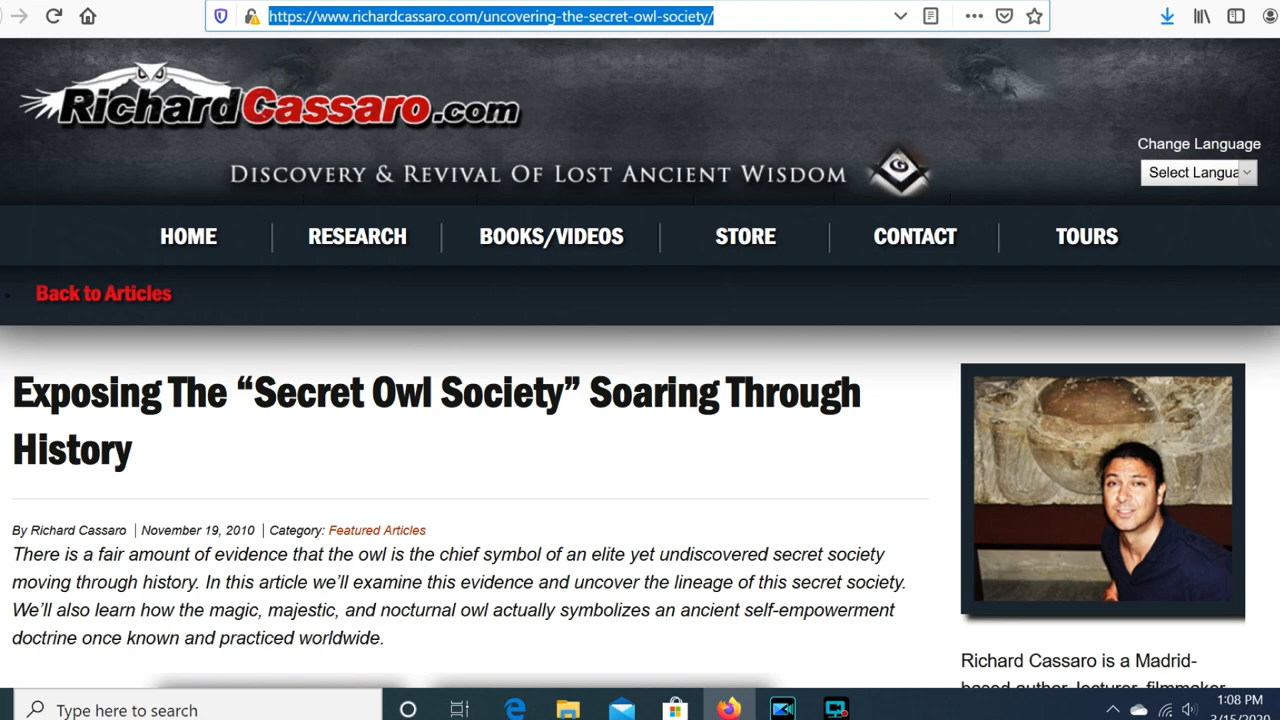 https://www.richardcassaro.com/uncovering-the-secret-owl-society/
RichardCassaro.com
Discovery & Revival Of Lost Ancient Wisdom
G
Change Language
Select Langua
HOME
RESEARCH
BOOKS/VIDEOS
STORE
CONTACT
TOURS
Back to Articles
Exposing The “Secret Owl Society” Soaring Through
History
By Richard Cassaro | November 19, 2010 | Category: Featured Articles
There is a fair amount of evidence that the owl is the chief symbol of an elite yet undiscovered secret society
moving through history. In this article we’ll examine this evidence and uncover the lineage of this secret society.
We’ll also learn how the magic, majestic, and nocturnal owl actually symbolizes an ancient self-empowerment
doctrine once known and practiced worldwide.
Richard Cassaro is a Madrid-
based author, lecturer, filmmaker
Type here to search
1:08 PM